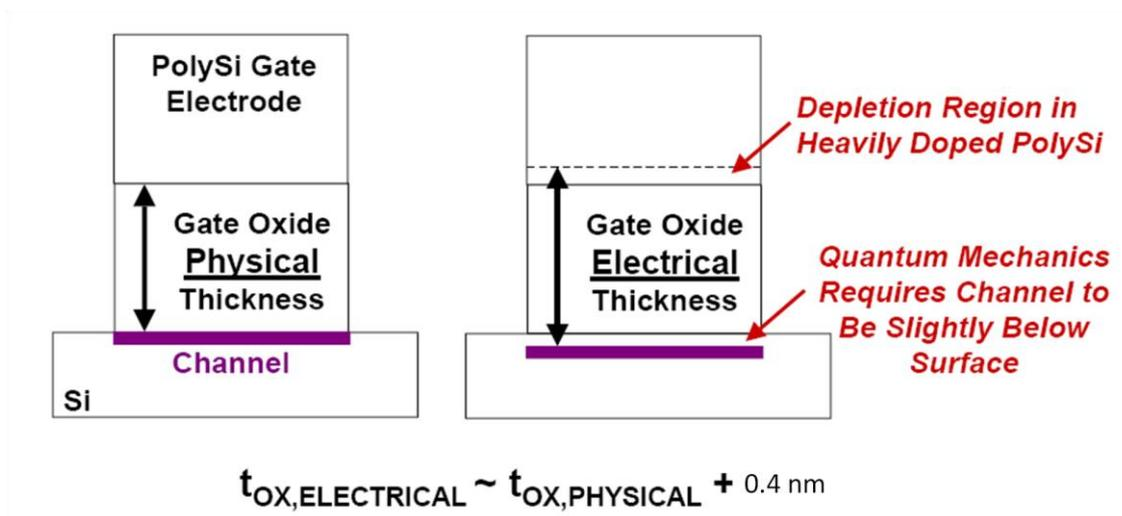 PolySi Gate
Electrode
Gate Oxide
Physical
Thickness
Channel
Si
Depletion Region in
Heavily Doped PolySi
Gate Oxide
Electrical
Thickness
Quantum Mechanics
Requires Channel to
Be Slightly Below
Surface
tOX,ELECTRICAL ~ tOX,PHYSICAL + 0.4 nm